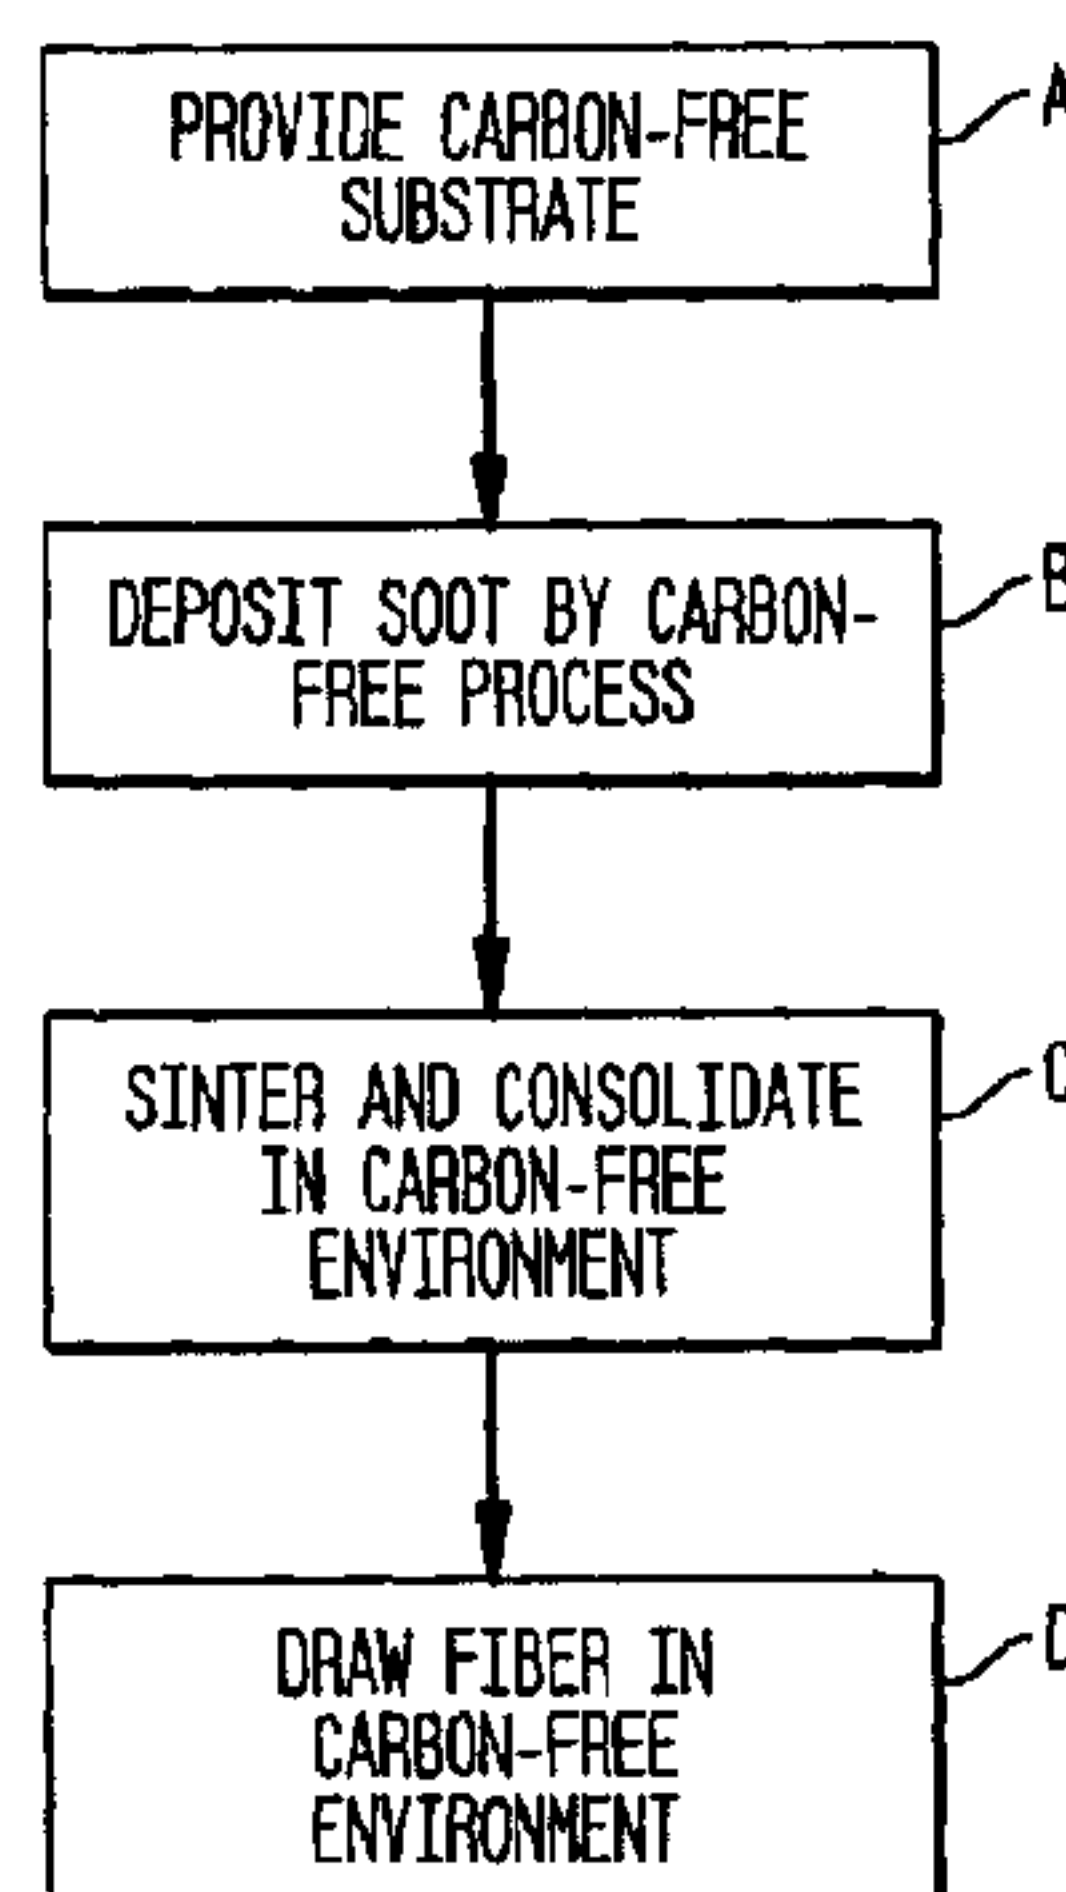 PROVIDE CARBON-FREE
SUBSTRATE
A
DEPOSIT SOOT BY CARBON-
FREE PROCESS
B
SINTER AND CONSOLIDATE
IN CARBON-FREE
ENVIRONMENT
C
DRAW FIBER IN
CARBON-FREE
ENVIRONMENT
D